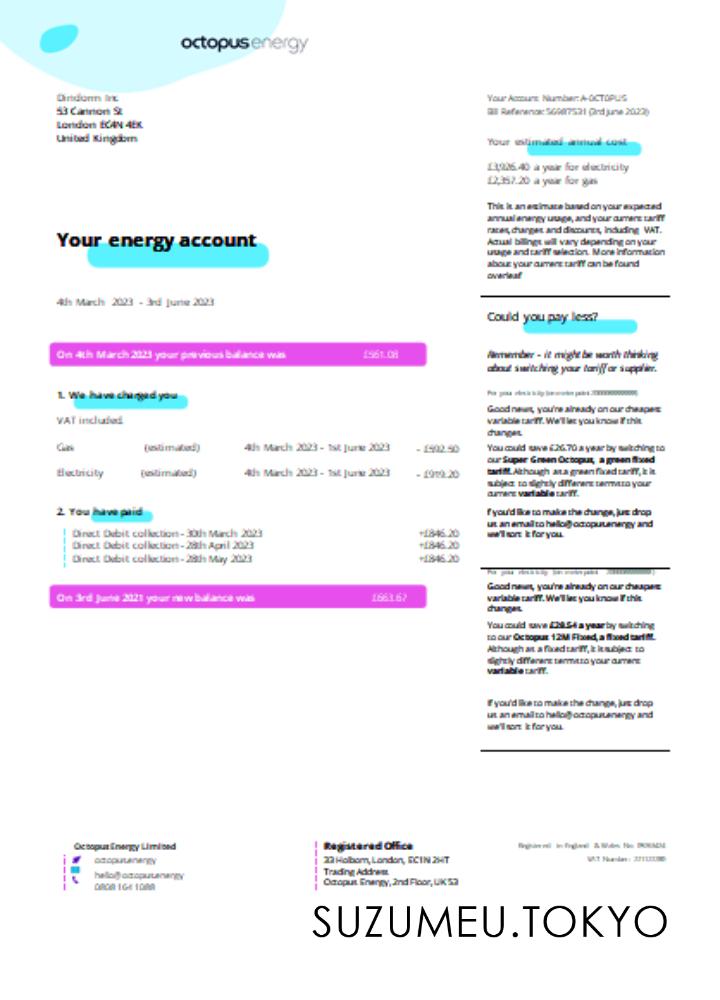 octopusenergy
Diridorm Inc
53 Cannon St
London EC4N 4EK
United Kingdom
Your Account Number: A-0CT0PUS
Bill Reference: 56987531 (3rd June 2023)
Your estimated annual cost
£3,926.40 a year for electricity
£2,357.20 a year for gas
This is an estimate based on your expected
annual energy usage, and your current tariff
rates, charges and discounts, including VAT.
Actual billings will vary depending on your
usage and tariff selection. More information
about your current tariff can be found
overleaf
Your energy account
4th March 2023 - 3rd June 2023
On 4th March 2023 your previous balance was £561.08
1. We have charged you
VAT included.
Gas (estimated) 4th March 2023 - 1st June 2023 - £592.50
Electricity (estimated) 4th March 2023 - 1st June 2023 - £919.20
2. You have paid
Direct Debit collection - 30th March 2023 +£846.20
Direct Debit collection - 28th April 2023 +£846.20
Direct Debit collection - 28th May 2023 +£846.20
On 3rd June 2021 your new balance was £663.67
Could you pay less?
Remember - it might be worth thinking
about switching your tariff or supplier.
For your electricity (on meterpoint
Good news, you're already on our cheapest
variable tariff. We'll let you know if this
changes.
You could save £26.70 a year by switching to
our Super Green Octopus, a green fixed
tariff. Although as a green fixed tariff, it is
subject to slightly different terms to your
current variable tariff.
If you'd like to make the change, just drop
us an email to hello@octopusenergy and
we'll sort it for you.
For your electricity (on meterpoint
Good news, you're already on our cheapest
variable tariff. We'll let you know if this
changes.
You could save £28.54 a year by switching
to our Octopus 12M Fixed, a fixed tariff.
Although as a fixed tariff, it is subject to
slightly different terms to your current
variable tariff.
If you'd like to make the change, just drop
us an email to hello@octopusenergy and
we'll sort it for you.
Octopus Energy Limited
octopusenergy
hello@octopusenergy
0808 164 1088
Registered Office
33 Holborn, London, EC1N 2HT
Trading Address
Octopus Energy, 2nd Floor, UK 53
Registered in England & Wales No.
VAT Number:
SUZUMEU.TOKYO